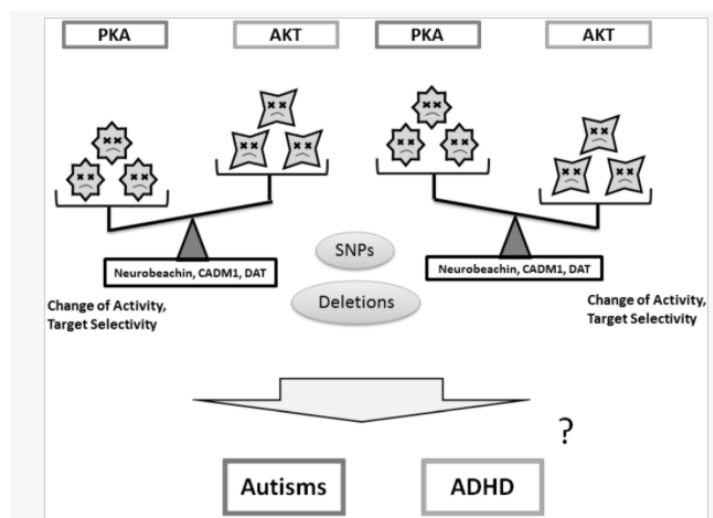 PKA AKT PKA AKT
Neurobeachin, CADM1, DAT
Change of Activity,
Target Selectivity
SNPs
Deletions
Neurobeachin, CADM1, DAT
Change of Activity,
Target Selectivity
?
Autisms ADHD